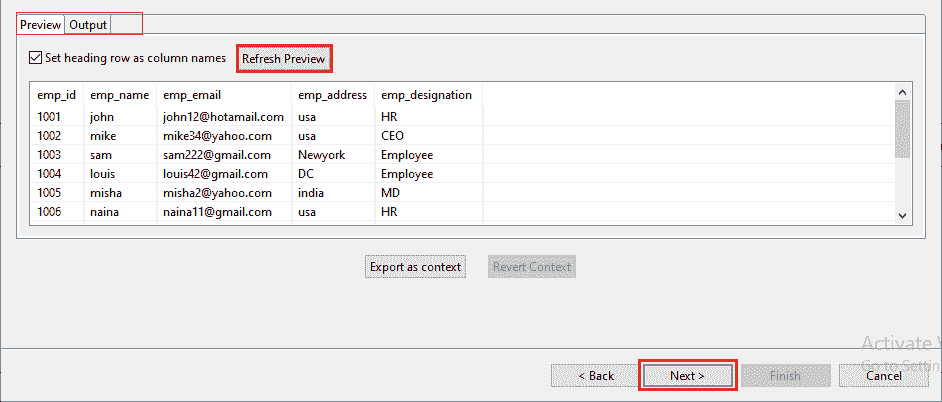 Preview Output
Set heading row as column names Refresh Preview
emp_id emp_name emp_email emp_address emp_designation
1001 john john12@hotamail.com usa HR
1002 mike mike34@yahoo.com usa CEO
1003 sam sam222@gmail.com Newyork Employee
1004 louis louis42@gmail.com DC Employee
1005 misha misha2@yahoo.com india MD
1006 naina naina11@gmail.com usa HR
Export as context Revert Context
Activate
Go to
< Back Next > Finish Cancel